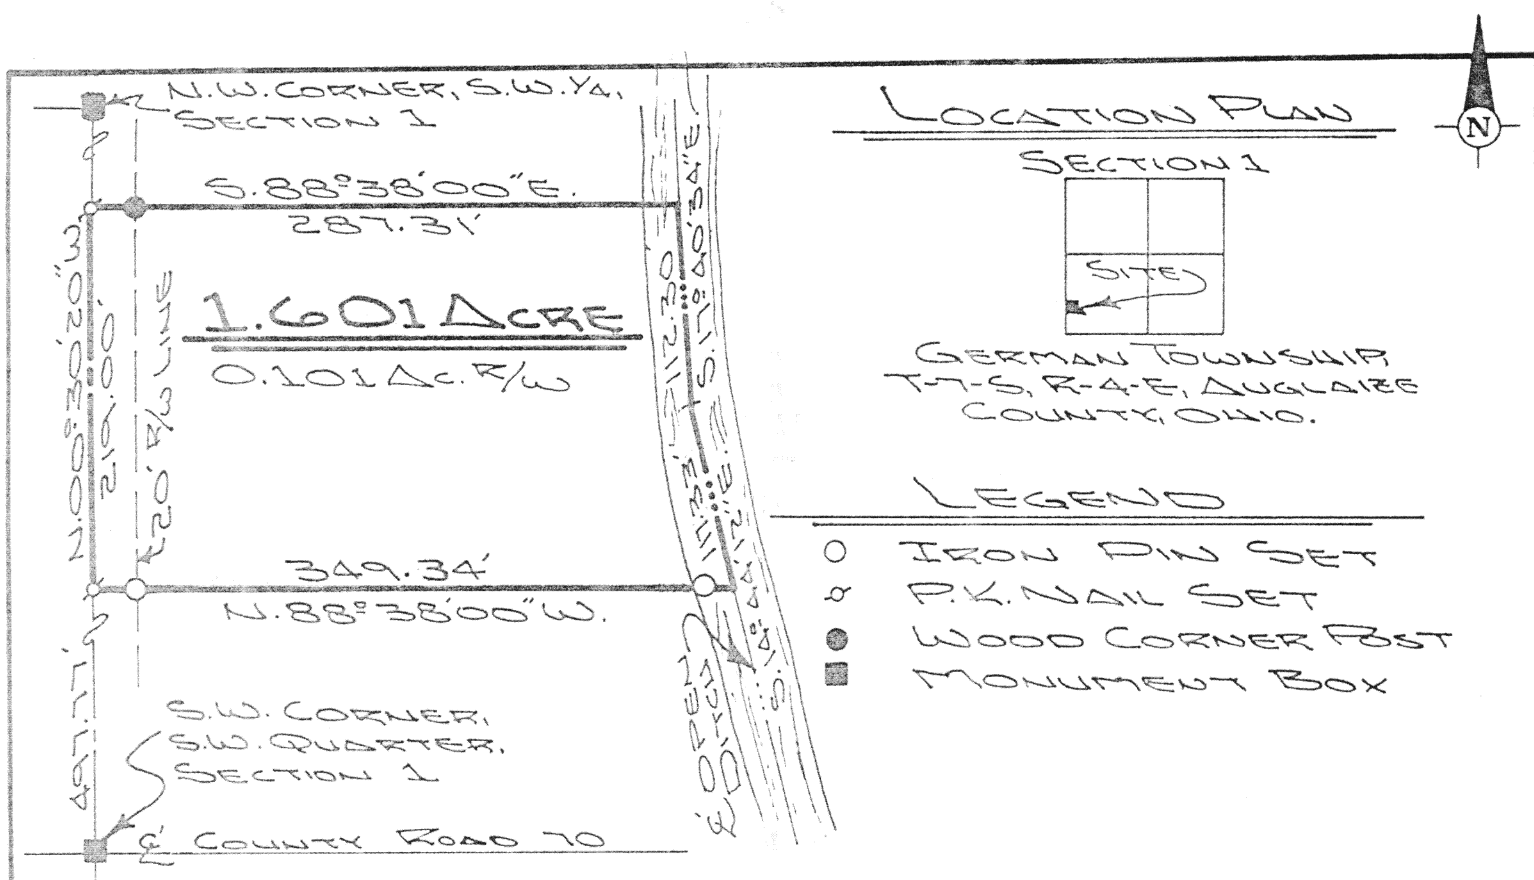 N.W. CORNER, S.W. 1/4,
SECTION 1
S.88°38'00"E.
287.31'
N.00°30'20"W.
219.00'
20' R/W LINE
1.601 ACRE
0.101 AC. R/W
112.30'
S.17°40'34"E.
117.33'
S.14°44'12"E.
349.34'
N.88°38'00"W.
497.77'
S.W. CORNER,
S.W. QUARTER,
SECTION 1
℄ COUNTY ROAD 70
℄ OPEN
DITCH
LOCATION PLAN
N
SECTION 1
SITE
GERMAN TOWNSHIP,
T-7-S, R-4-E, AUGLAIZE
COUNTY, OHIO.
LEGEND
IRON PIN SET
P.K. NAIL SET
WOOD CORNER POST
MONUMENT BOX